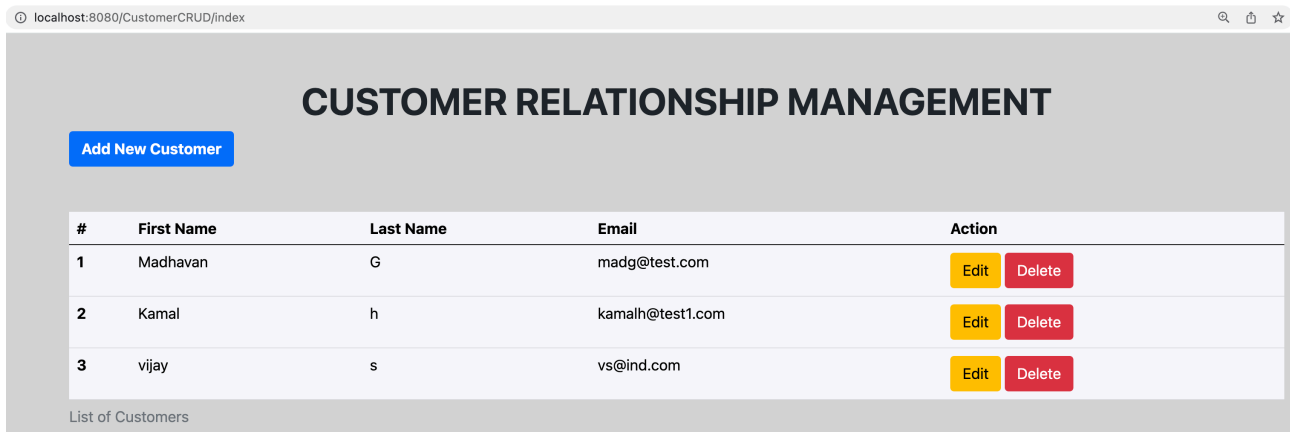 localhost:8080/CustomerCRUD/index
CUSTOMER RELATIONSHIP MANAGEMENT
Add New Customer
# First Name Last Name Email Action
1 Madhavan G madg@test.com Edit Delete
2 Kamal h kamalh@test1.com Edit Delete
3 vijay s vs@ind.com Edit Delete
List of Customers